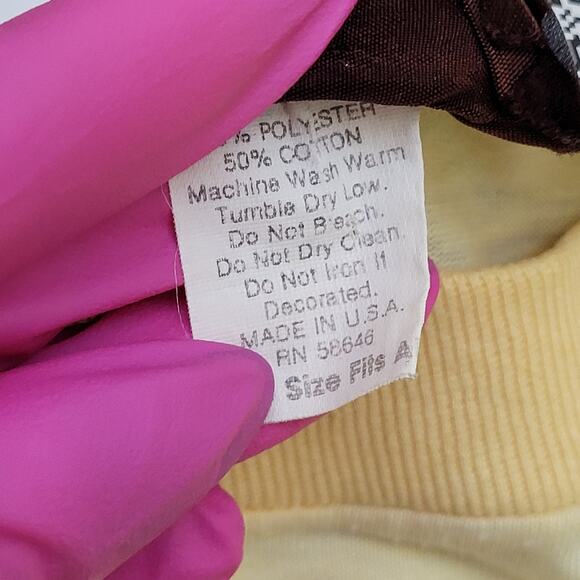 % POLYESTER
50% COTTON
Machine Wash Warm
Tumble Dry Low.
Do Not Bleach.
Do Not Dry Clean.
Do Not Iron If
Decorated.
MADE IN U.S.A.
RN 58646
Size Fits A